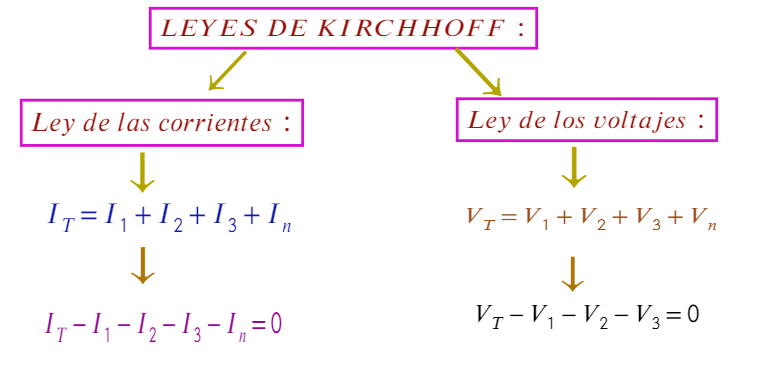 LEYES DE KIRCHHOFF :
Ley de las corrientes :
Ley de los voltajes :
I_T = I_1 + I_2 + I_3 + I_n
V_T = V_1 + V_2 + V_3 + V_n
I_T − I_1 − I_2 − I_3 − I_n = 0
V_T − V_1 − V_2 − V_3 = 0